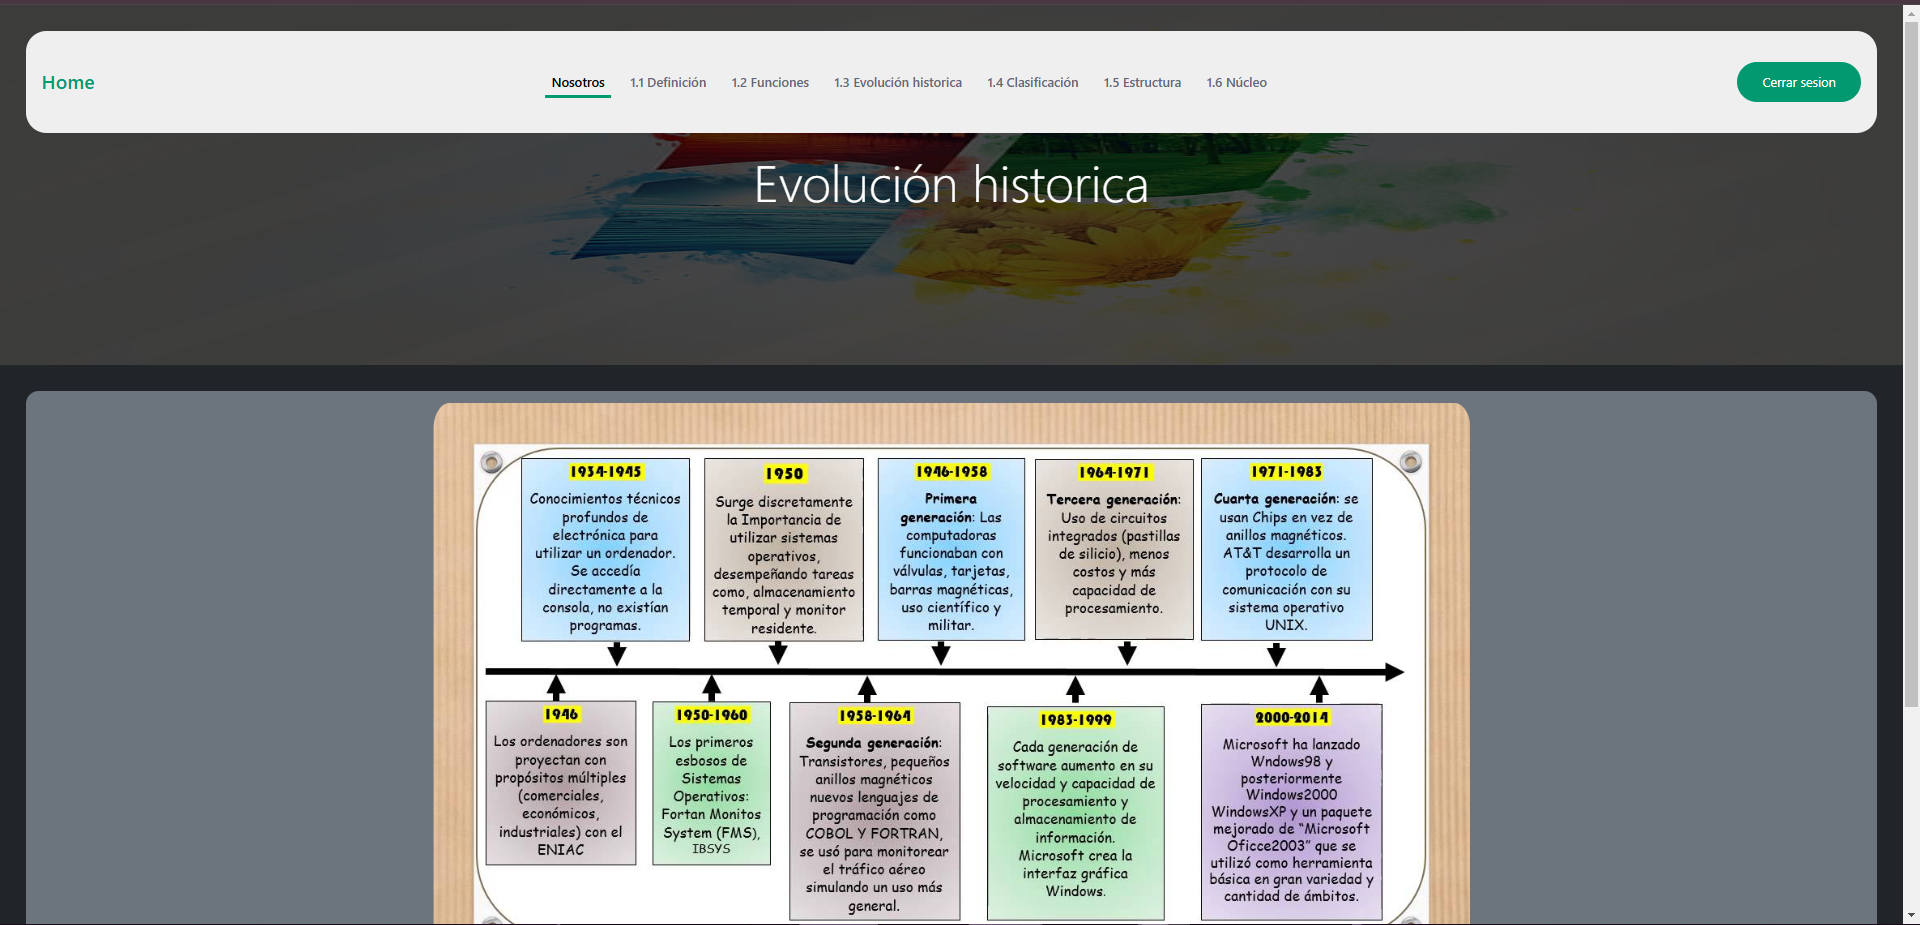 Home
Nosotros
1.1 Definición
1.2 Funciones
1.3 Evolución historica
1.4 Clasificación
1.5 Estructura
1.6 Núcleo
Cerrar sesion
Evolución historica
1934-1945
Conocimientos técnicos
profundos de
electrónica para
utilizar un ordenador.
Se accedía
directamente a la
consola, no existían
programas.
1950
Surge discretamente
la Importancia de
utilizar sistemas
operativos,
desempeñando tareas
como, almacenamiento
temporal y monitor
residente.
1946-1958
Primera
generación: Las
computadoras
funcionaban con
válvulas, tarjetas,
barras magnéticas,
uso científico y
militar.
1964-1971
Tercera generación:
Uso de circuitos
integrados (pastillas
de silicio), menos
costos y más
capacidad de
procesamiento.
1971-1983
Cuarta generación: se
usan Chips en vez de
anillos magnéticos.
AT&T desarrolla un
protocolo de
comunicación con su
sistema operativo
UNIX.
1946
Los ordenadores son
proyectan con
propósitos múltiples
(comerciales,
económicos,
industriales) con el
ENIAC
1950-1960
Los primeros
esbosos de
Sistemas
Operativos:
Fortan Monitos
System (FMS),
IBSYS
1958-1964
Segunda generación:
Transistores, pequeños
anillos magnéticos
nuevos lenguajes de
programación como
COBOL Y FORTRAN,
se usó para monitorear
el tráfico aéreo
simulando un uso más
general.
1983-1999
Cada generación de
software aumento en su
velocidad y capacidad de
procesamiento y
almacenamiento de
información.
Microsoft crea la
interfaz gráfica
Windows.
2000-2014
Microsoft ha lanzado
Wndows98 y
posteriormente
Windows2000
WindowsXP y un paquete
mejorado de "Microsoft
Oficce2003" que se
utilizó como herramienta
básica en gran variedad y
cantidad de ámbitos.